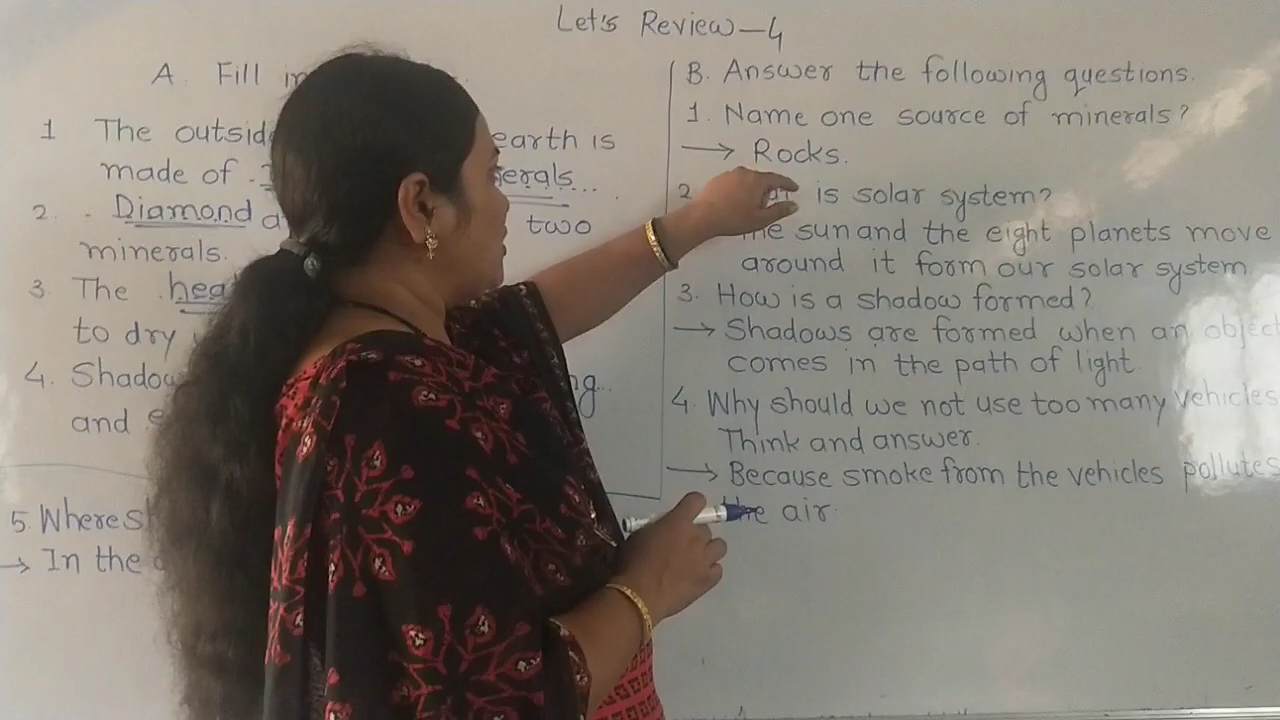 Let's Review-4
A. Fill in
1 The outside earth is
made of
2. Diamond two
minerals.
3. The
to dry
4.
and
5. Where
→ In the
B. Answer the following questions.
1. Name one source of minerals?
→ Rocks.
2 is solar system?
the sun and the eight planets move
around it form our solar system
3. How is a shadow formed?
→ Shadows are formed when an object
comes in the path of light.
4. Why should we not use too many vehicles
Think and answer.
→ Because smoke from the vehicles pollutes
the air.